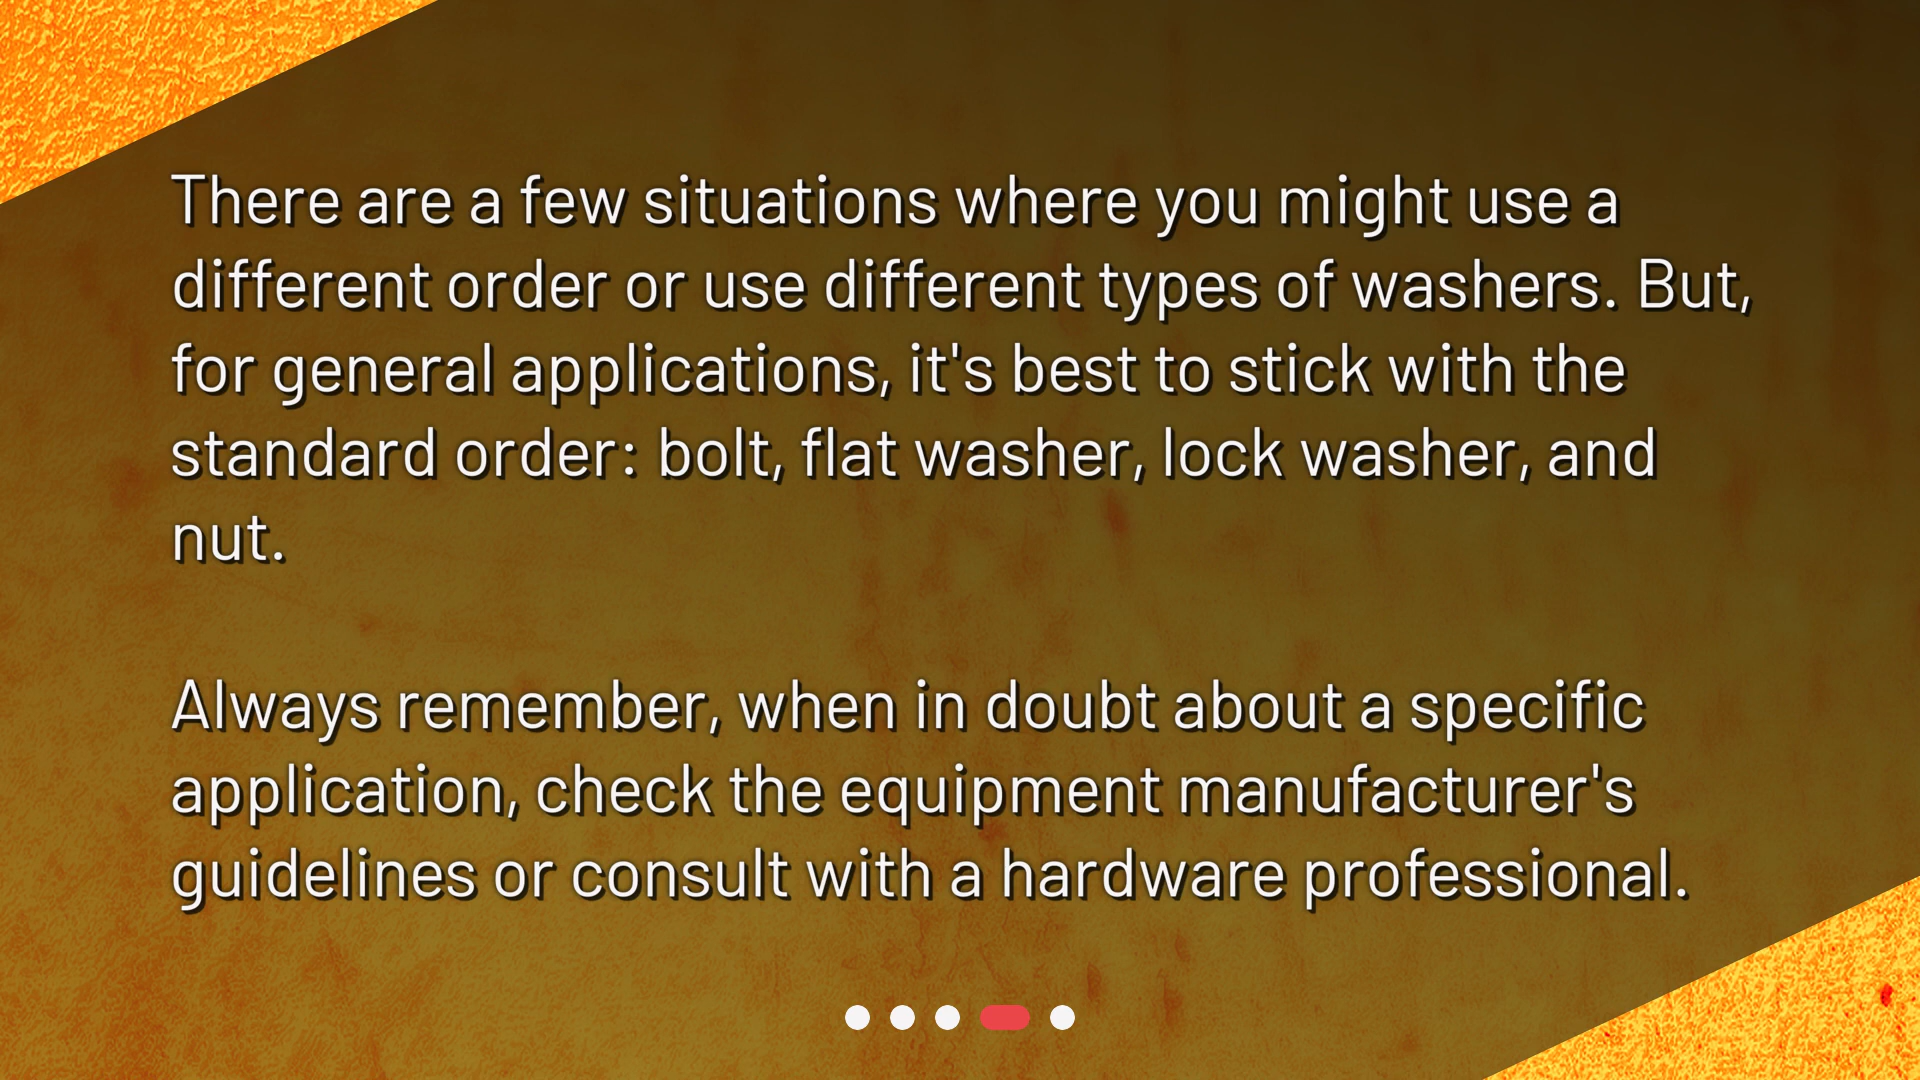 There are a few situations where you might use a
different order or use different types of washers. But,
for general applications, it's best to stick with the
standard order: bolt, flat washer, lock washer, and
nut.
Always remember, when in doubt about a specific
application, check the equipment manufacturer's
guidelines or consult with a hardware professional.